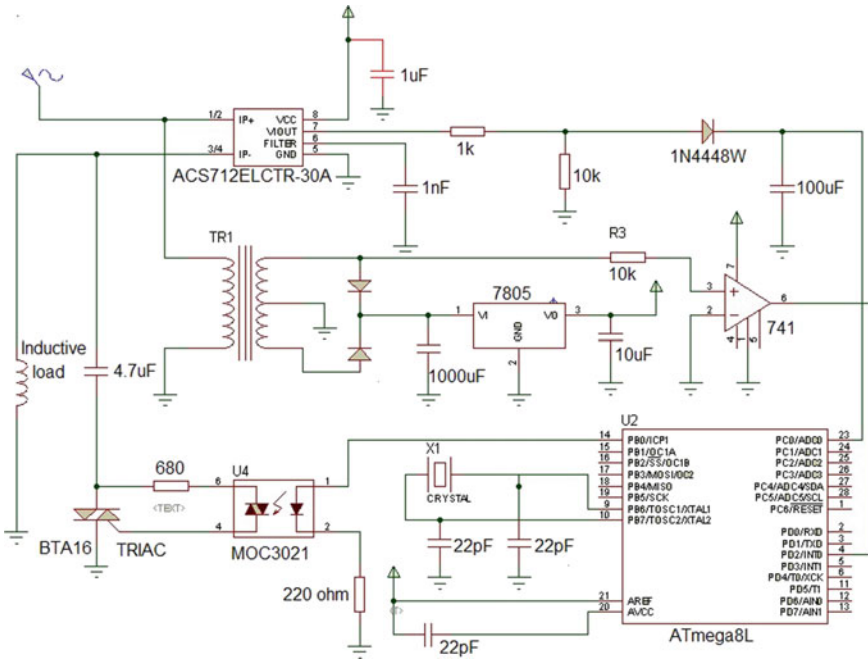 1uF
1/2 IP+ VCC 8
VIOUT 7
FILTER 6
3/4 IP- GND 5
ACS712ELCTR-30A
1k
1N4448W
10k
1nF
100uF
TR1
R3
10k
7805
1 VI VO 3
GND
2
7
3
6
2
4 1 5
741
1000uF
10uF
Inductive
load
4.7uF
680
<TEXT>
U4
6 1
4 2
MOC3021
BTA16 TRIAC
220 ohm
X1
CRYSTAL
22pF 22pF
22pF
U2
14 PB0/ICP1 PC0/ADC0 23
15 PB1/OC1A PC1/ADC1 24
16 PB2/SS/OC1B PC2/ADC2 25
17 PB3/MOSI/OC2 PC3/ADC3 26
18 PB4/MISO PC4/ADC4/SDA 27
19 PB5/SCK PC5/ADC5/SCL 28
9 PB6/TOSC1/XTAL1 PC6/RESET 1
10 PB7/TOSC2/XTAL2
PD0/RXD 2
PD1/TXD 3
PD2/INT0 4
PD3/INT1 5
PD4/T0/XCK 6
PD5/T1 11
21 AREF PD6/AIN0 12
20 AVCC PD7/AIN1 13
ATmega8L